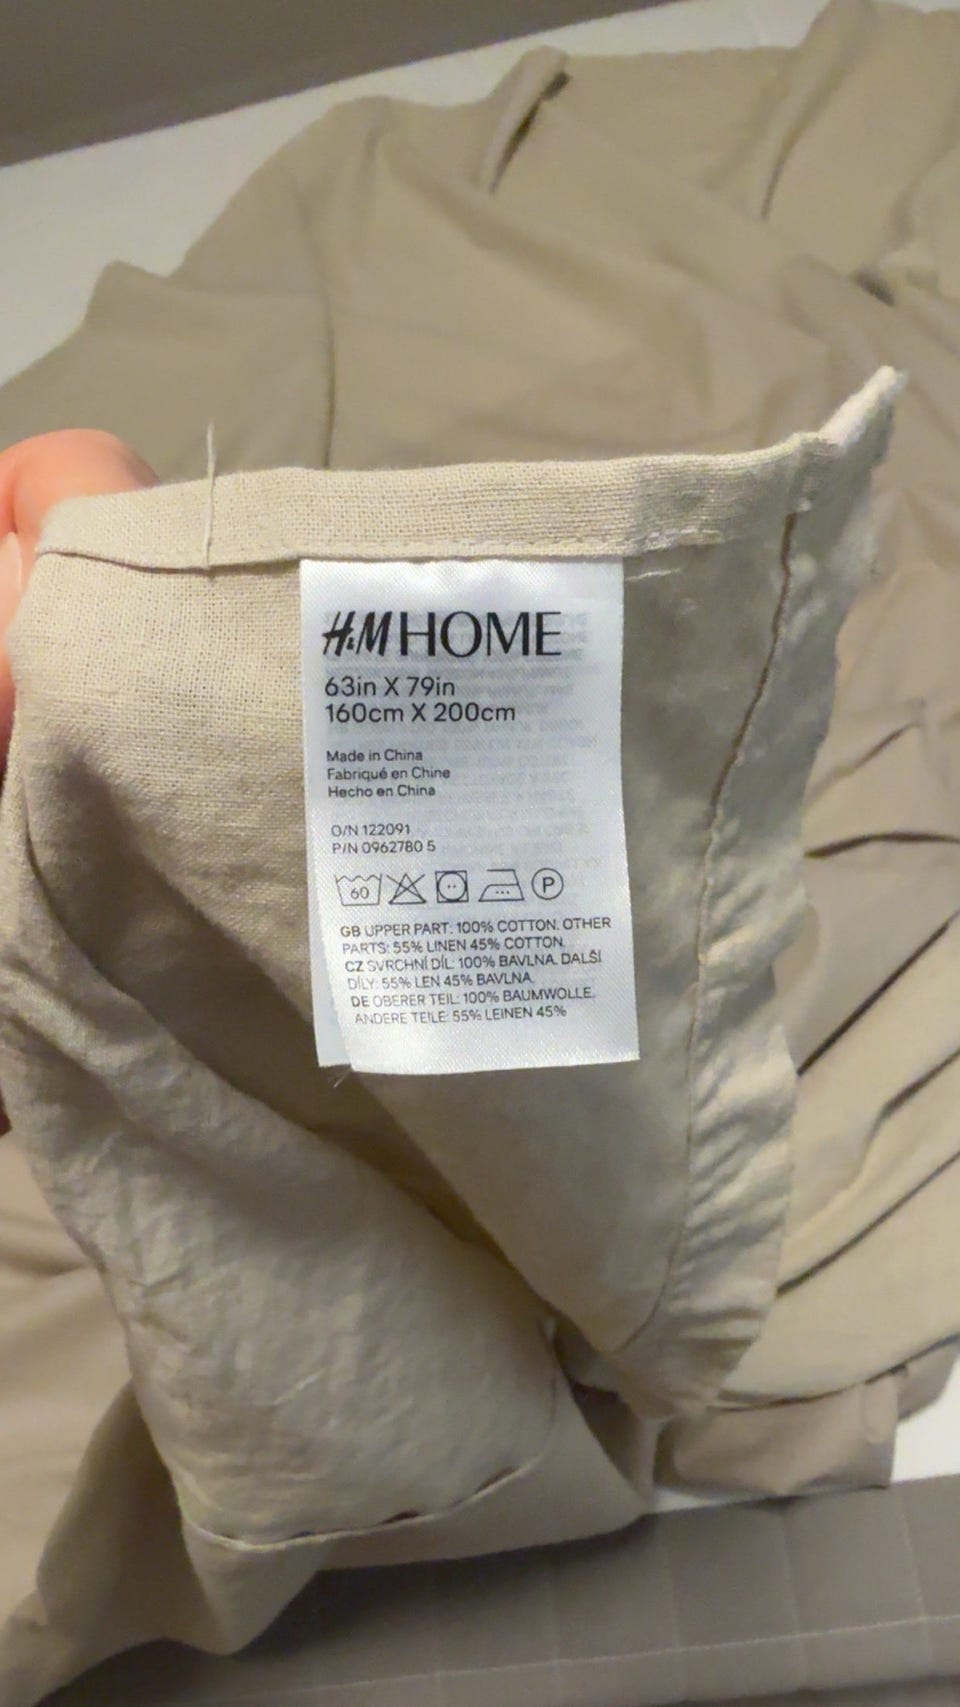 H&M HOME
63in X 79in
160cm X 200cm
Made in China
Fabriqué en Chine
Hecho en China
O/N 122091
P/N 0962780 5
60 P
GB UPPER PART: 100% COTTON. OTHER
PARTS: 55% LINEN 45% COTTON.
CZ SVRCHNÍ DÍL: 100% BAVLNA. DALŠÍ
DÍLY: 55% LEN 45% BAVLNA.
DE OBERER TEIL: 100% BAUMWOLLE.
ANDERE TEILE: 55% LEINEN 45%